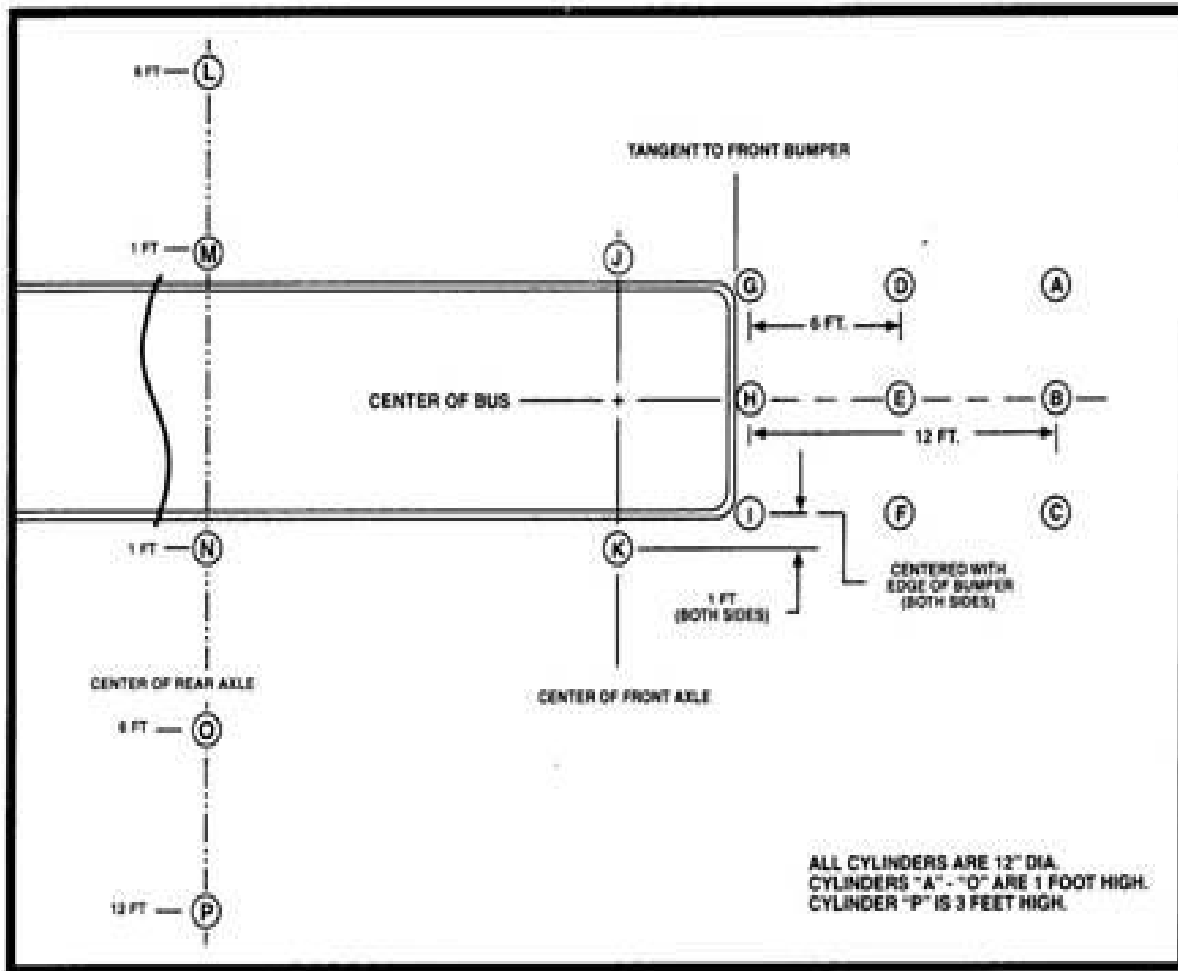 6 FT
L
TANGENT TO FRONT BUMPER
1 FT
M
J
G
D
A
6 FT.
CENTER OF BUS
H
E
B
12 FT.
I
F
C
1 FT
N
K
1 FT
(BOTH SIDES)
CENTERED WITH
EDGE OF BUMPER
(BOTH SIDES)
CENTER OF REAR AXLE
CENTER OF FRONT AXLE
6 FT
O
12 FT
P
ALL CYLINDERS ARE 12" DIA.
CYLINDERS "A" - "O" ARE 1 FOOT HIGH.
CYLINDER "P" IS 3 FEET HIGH.